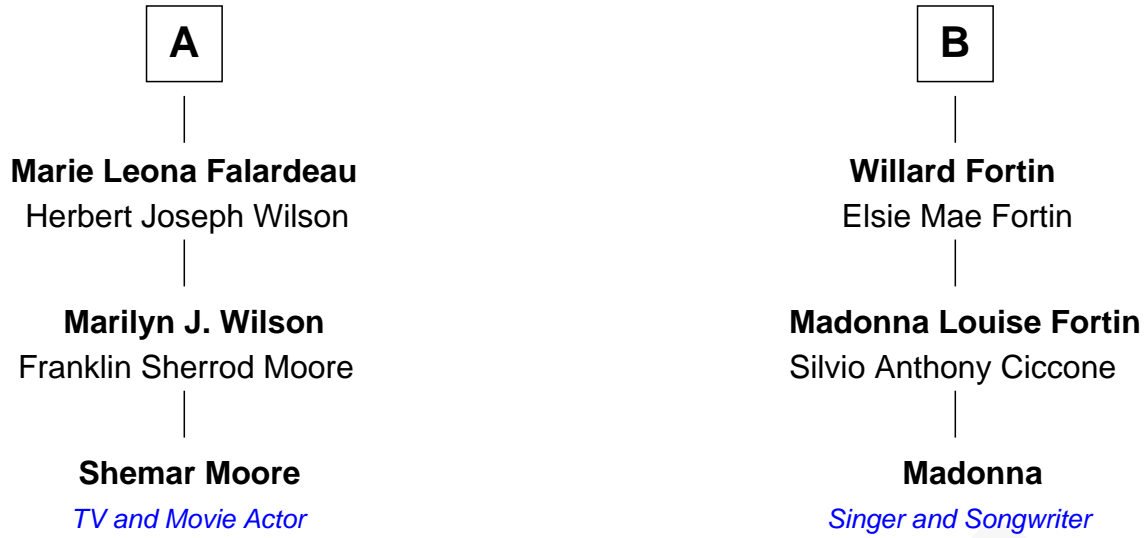 A
Marie Leona Falardeau
Herbert Joseph Wilson
Marilyn J. Wilson
Franklin Sherrod Moore
Shemar Moore
TV and Movie Actor
B
Willard Fortin
Elsie Mae Fortin
Madonna Louise Fortin
Silvio Anthony Ciccone
Madonna
Singer and Songwriter